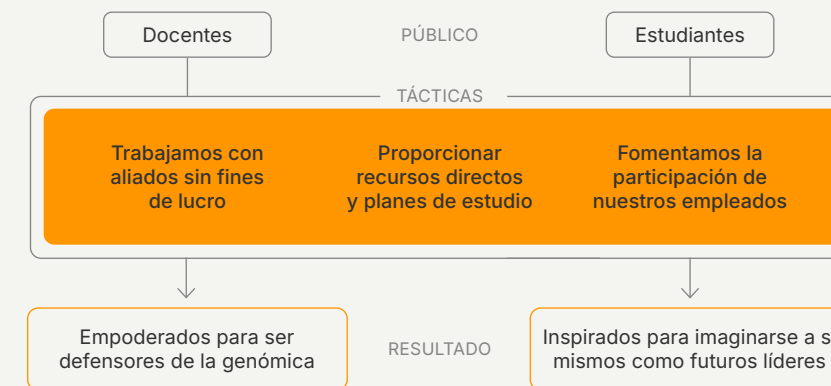 Docentes
PÚBLICO
Estudiantes
TÁCTICAS
Trabajamos con
aliados sin fines
de lucro
Proporcionar
recursos directos
y planes de estudio
Fomentamos la
participación de
nuestros empleados
Empoderados para ser
defensores de la genómica
RESULTADO
Inspirados para imaginarse a s
mismos como futuros líderes